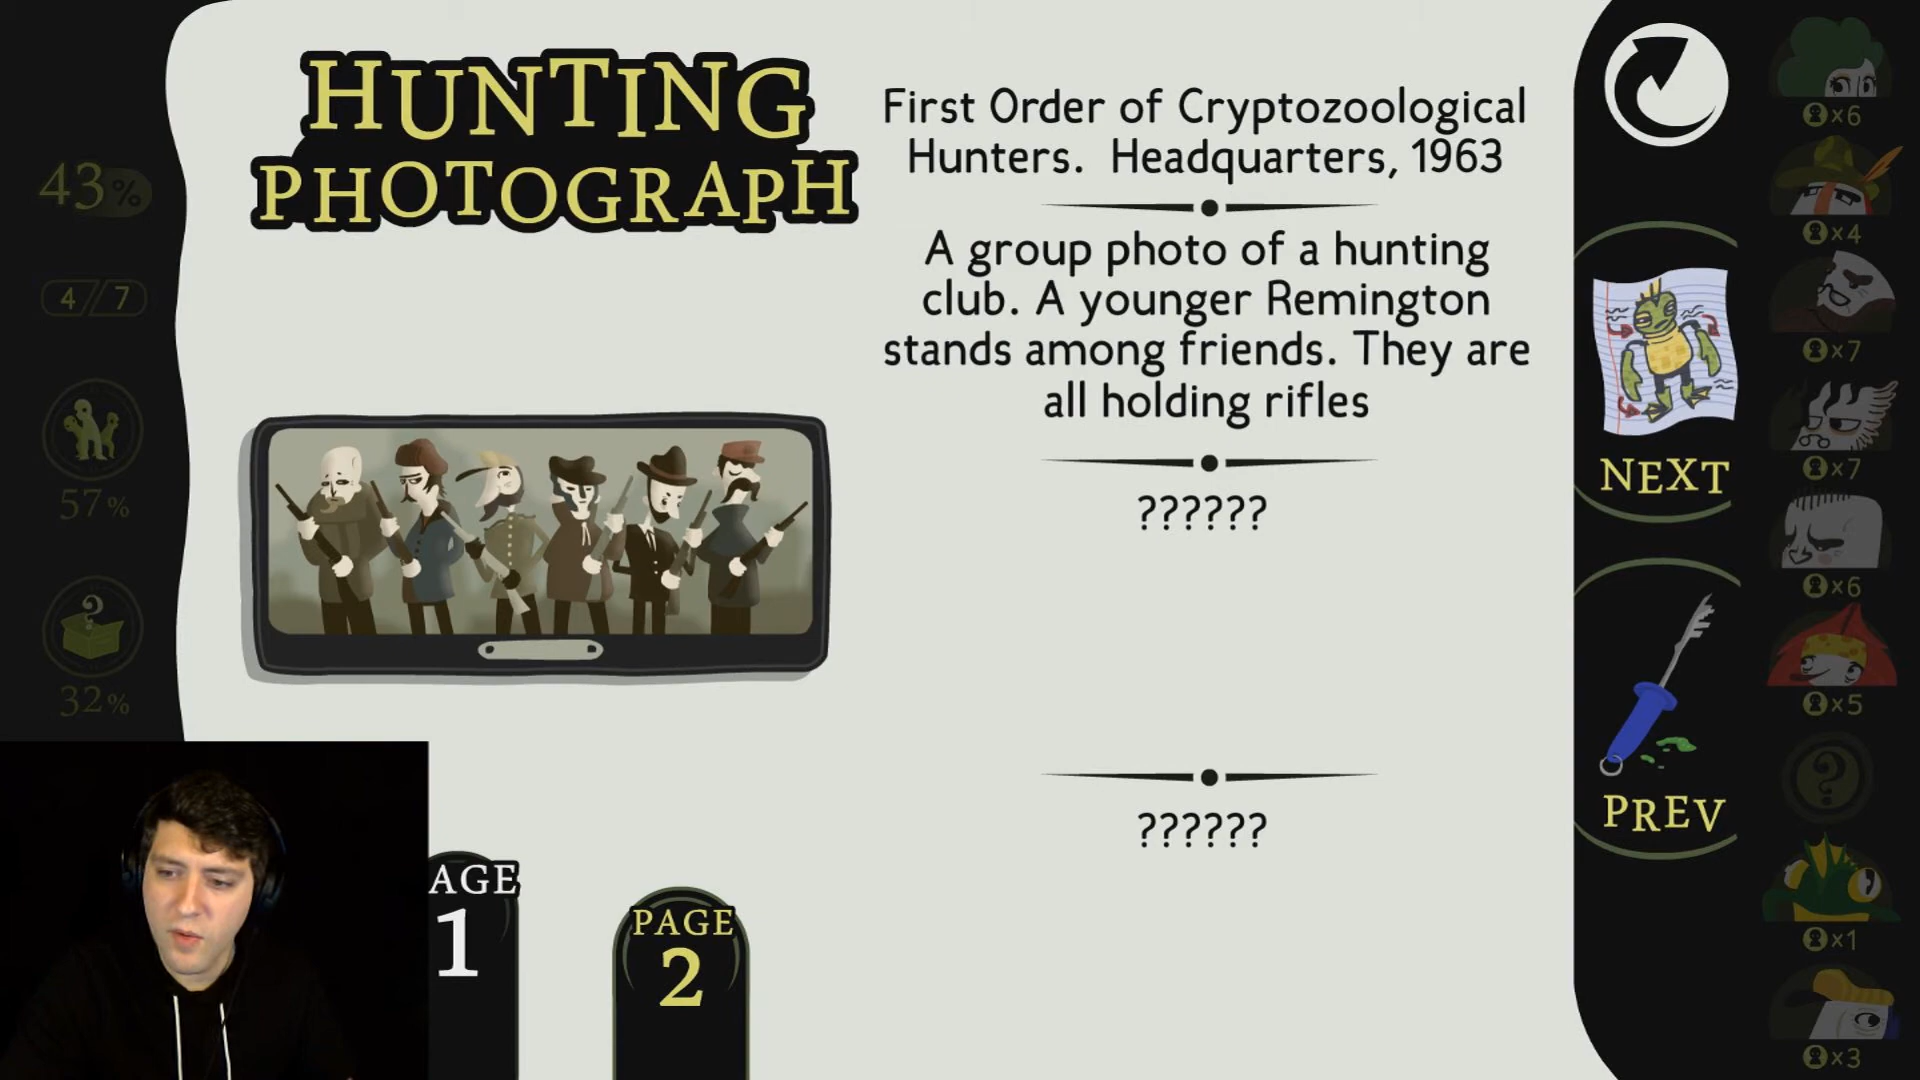 HUNTING
PHOTOGRAPH
First Order of Cryptozoological
Hunters. Headquarters, 1963
A group photo of a hunting
club. A younger Remington
stands among friends. They are
all holding rifles
??????
??????
43%
4/7
57%
?
32%
AGE
1
PAGE
2
NEXT
PREV
x6
x4
x7
x7
x6
x5
?
x1
x3